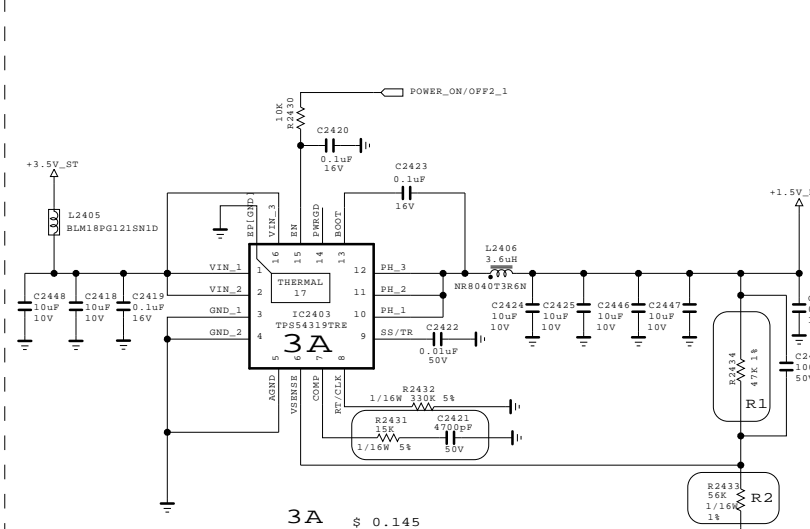 POWER_ON/OFF2_1
10K
R2430
C2420
0.1uF
16V
+3.5V_ST
C2423
0.1uF
16V
+1.5V_
L2405
BLM18PG121SN1D
EP[GND]
VIN_3
EN
PWRGD
BOOT
16
15
14
13
L2406
3.6uH
NR8040T3R6N
VIN_1
1
VIN_2
2
GND_1
3
GND_2
4
THERMAL
17
IC2403
TPS54319TRE
3A
12
PH_3
11
PH_2
10
PH_1
9
SS/TR
C2448
10uF
10V
C2418
10uF
10V
C2419
0.1uF
16V
C2422
0.01uF
50V
C2424
10uF
10V
C2425
10uF
10V
C2446
10uF
10V
C2447
10uF
10V
5
6
7
8
AGND
VSENSE
COMP
RT/CLK
R2432
1/16W 330K 5%
R2431
15K
1/16W 5%
C2421
4700pF
50V
R2434
47K 1%
R1
50V
R2433
56K
1/16W
1%
R2
3A
$ 0.145